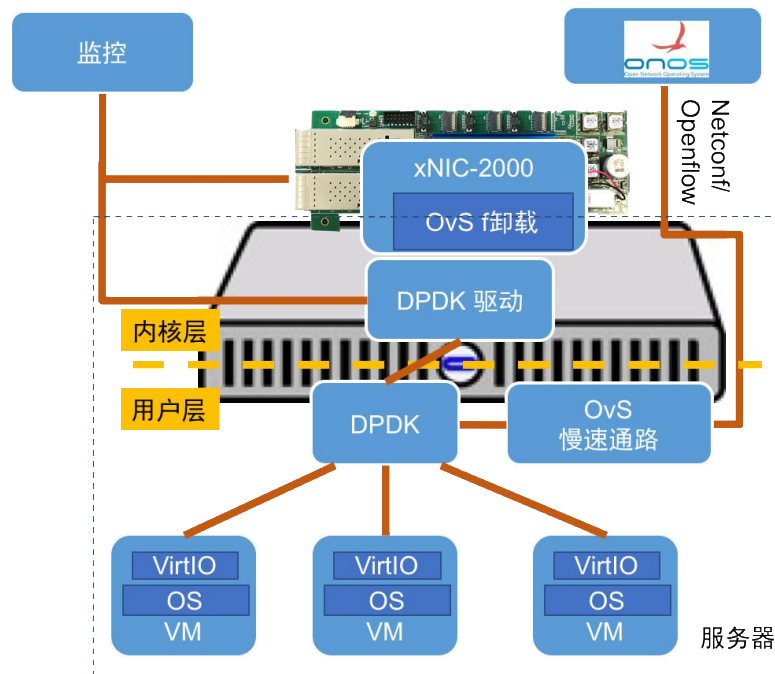 监控
onos
Open Network Operating System
Netconf/
Openflow
xNIC-2000
OvS f卸载
DPDK 驱动
内核层
用户层
DPDK
OvS
慢速通路
VirtIO
OS
VM
VirtIO
OS
VM
VirtIO
OS
VM
服务器